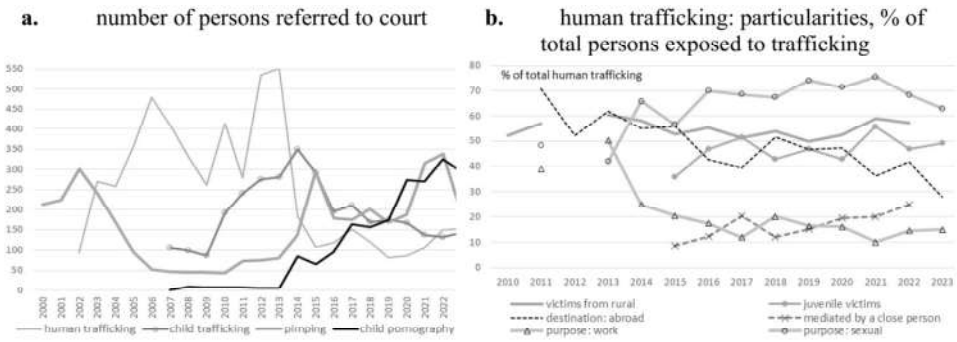 a. number of persons referred to court
550
500
450
400
350
300
250
200
150
100
50
0
2000
2001
2002
2003
2004
2005
2006
2007
2008
2009
2010
2011
2012
2013
2014
2015
2016
2017
2018
2019
2020
2021
2022
human trafficking
child trafficking
pimping
child pornography
b. human trafficking: particularities, % of
total persons exposed to trafficking
80
70
60
50
40
30
20
10
0
% of total human trafficking
2010 2011 2012 2013 2014 2015 2016 2017 2018 2019 2020 2021 2022 2023
victims from rural
juvenile victims
destination: abroad
mediated by a close person
purpose: work
purpose: sexual